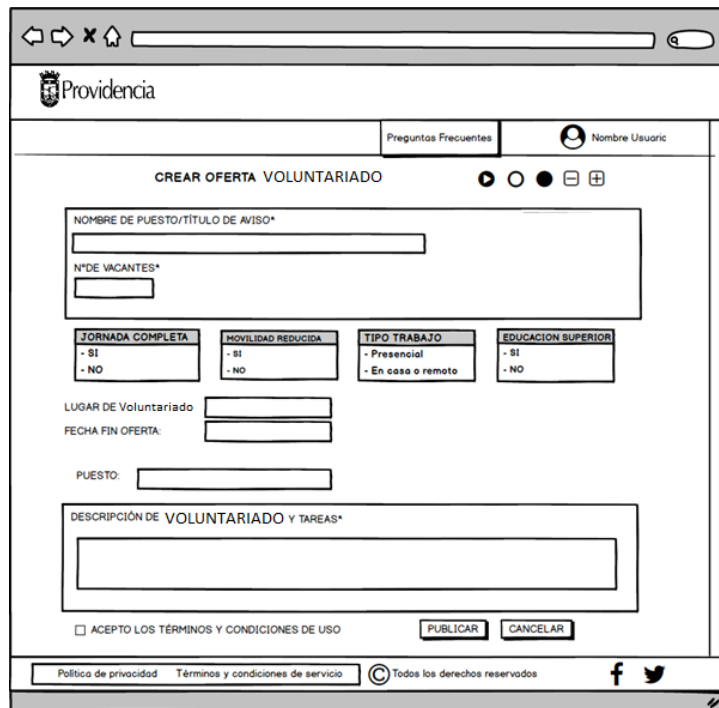 Providencia
Preguntas Frecuentes
Nombre Usuaric
CREAR OFERTA VOLUNTARIADO
NOMBRE DE PUESTO/TÍTULO DE AVISO*
N°DE VACANTES*
JORNADA COMPLETA
- SI
- NO
MOVILIDAD REDUCIDA
- SI
- NO
TIPO TRABAJO
- Presencial
- En casa o remoto
EDUCACION SUPERIOR
- SI
- NO
LUGAR DE Voluntariado
FECHA FIN OFERTA:
PUESTO:
DESCRIPCIÓN DE VOLUNTARIADO Y TAREAS*
ACEPTO LOS TÉRMINOS Y CONDICIONES DE USO
PUBLICAR
CANCELAR
Política de privacidad
Términos y condiciones de servicio
© Todos los derechos reservados